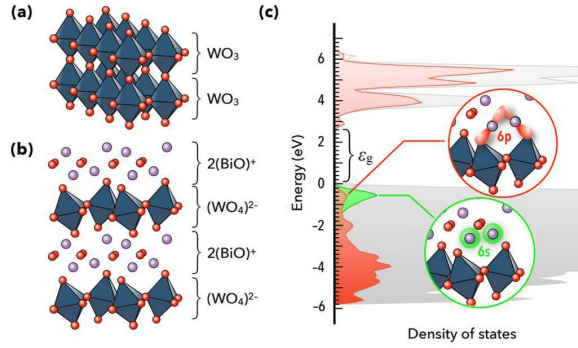 (a)
WO₃
WO₃
(b)
2(BiO)⁺
(WO₄)²⁻
2(BiO)⁺
(WO₄)²⁻
(c)
Energy (eV)
6
4
2
0
-2
-4
-6
εg
6p
6s
Density of states